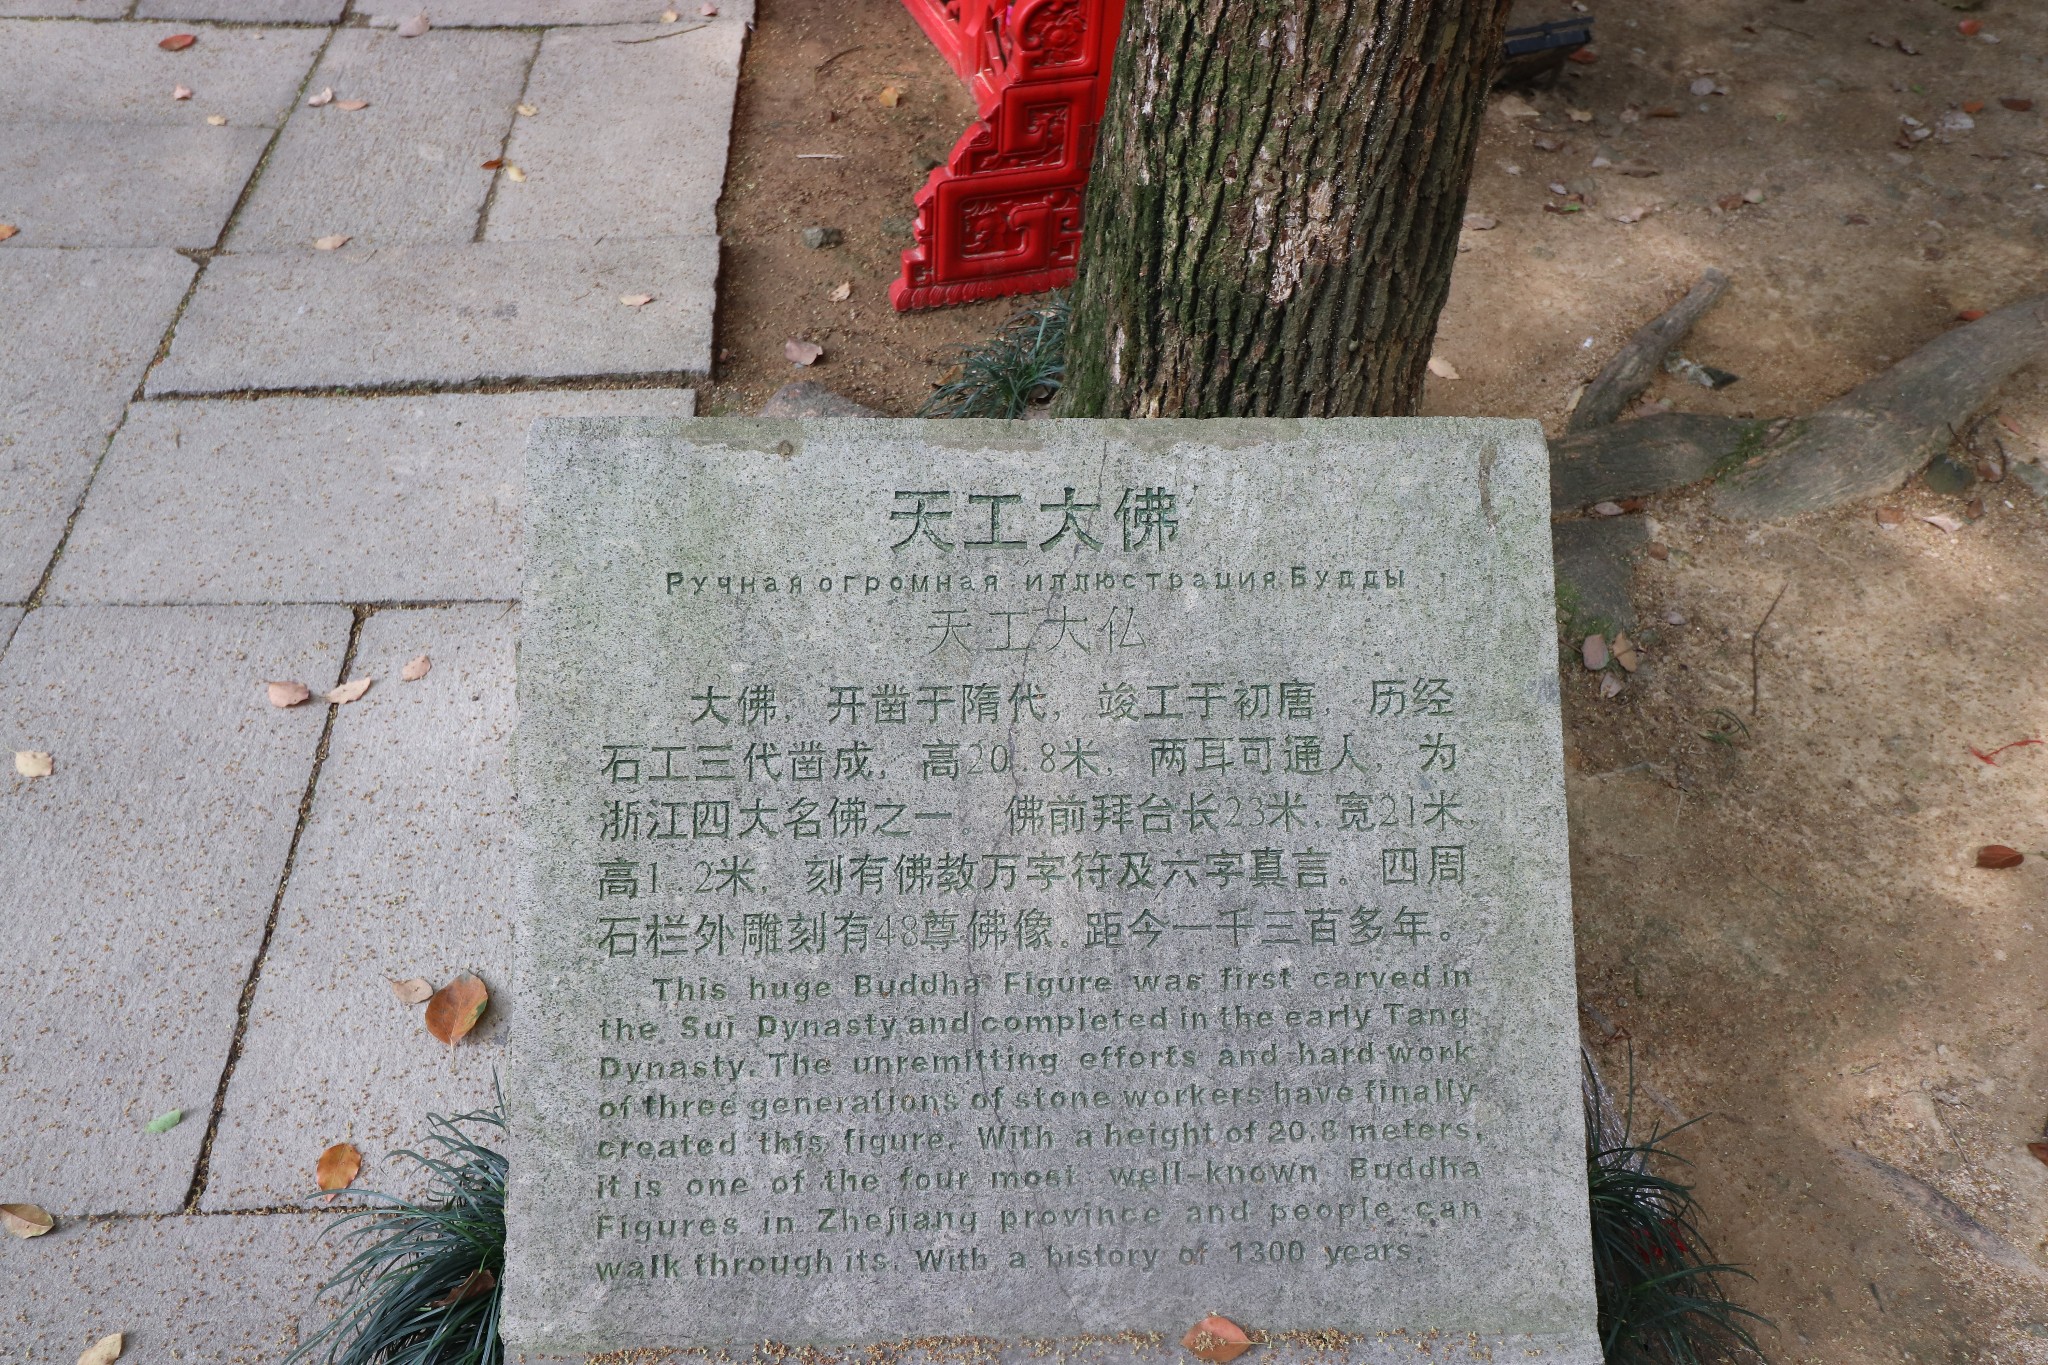 天工大佛
Ручная огромная иллюстрация Будды
天工大仏
大佛，开凿于隋代，竣工于初唐，历经
石工三代凿成，高20.8米，两耳可通人，为
浙江四大名佛之一。佛前拜台长23米，宽21米，
高1.2米，刻有佛教万字符及六字真言。四周
石栏外雕刻有48尊佛像。距今一千三百多年。
This huge Buddha Figure was first carved in
the Sui Dynasty and completed in the early Tang
Dynasty. The unremitting efforts and hard work
of three generations of stone workers have finally
created this figure. With a height of 20.8 meters,
it is one of the four most well-known Buddha
Figures in Zhejiang province and people can
walk through its. With a history of 1300 years.